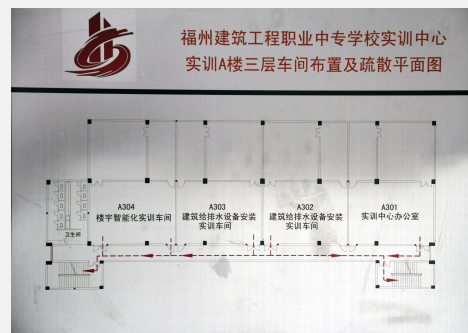 福州建筑工程职业中专学校实训中心
实训A楼三层车间布置及疏散平面图
A304
楼宇智能化实训车间
A303
建筑给排水设备安装
实训车间
A302
建筑给排水设备安装
实训车间
A301
实训中心办公室
卫生间